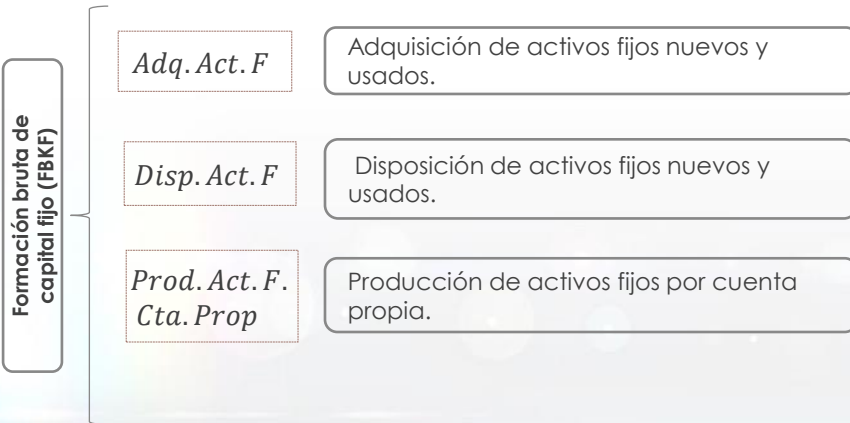 Formación bruta de
capital fijo (FBKF)
Adq. Act. F
Adquisición de activos fijos nuevos y
usados.
Disp. Act. F
Disposición de activos fijos nuevos y
usados.
Prod. Act. F.
Cta. Prop
Producción de activos fijos por cuenta
propia.